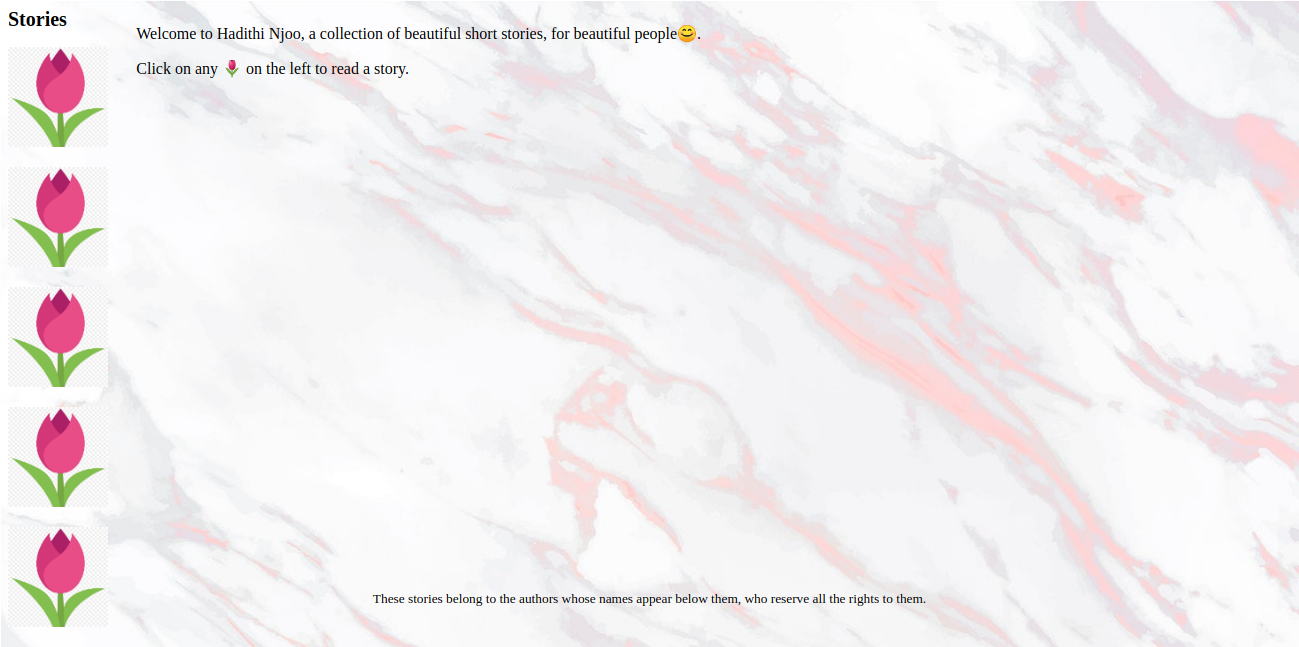 Stories
Welcome to Hadithi Njoo, a collection of beautiful short stories, for beautiful people😊.
Click on any 🌷 on the left to read a story.
These stories belong to the authors whose names appear below them, who reserve all the rights to them.